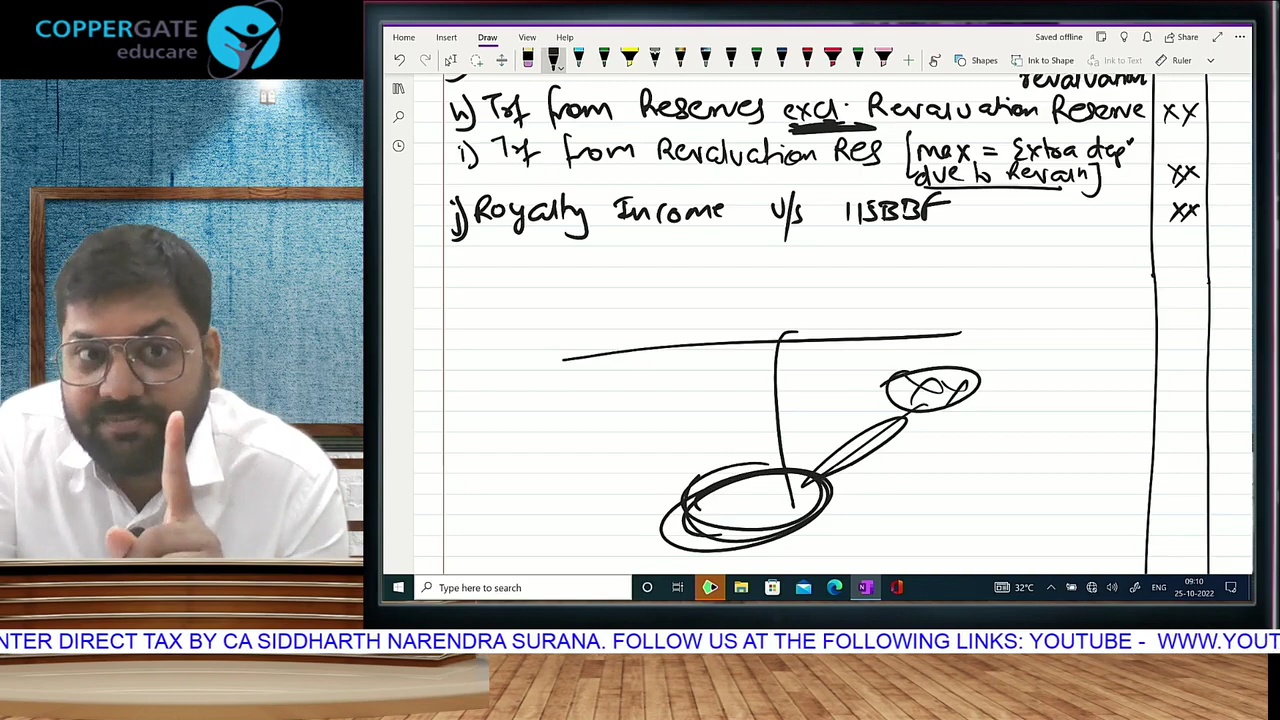 COPPERGATE
educare
Home Insert Draw View Help
Saved offline
Share
Shapes
Ink to Shape
Ink to Text
Ruler
revaluation
h) Trf from Reserves excl. Revaluation Reserve xx
i) Trf from Revaluation Res [max = Extra dep
due to Revaln] xx
j) Royalty Income u/s 115BBF xx
xx
Type here to search
32°C
ENG
09:10
25-10-2022
NTER DIRECT TAX BY CA SIDDHARTH NARENDRA SURANA. FOLLOW US AT THE FOLLOWING LINKS: YOUTUBE - WWW.YOUT